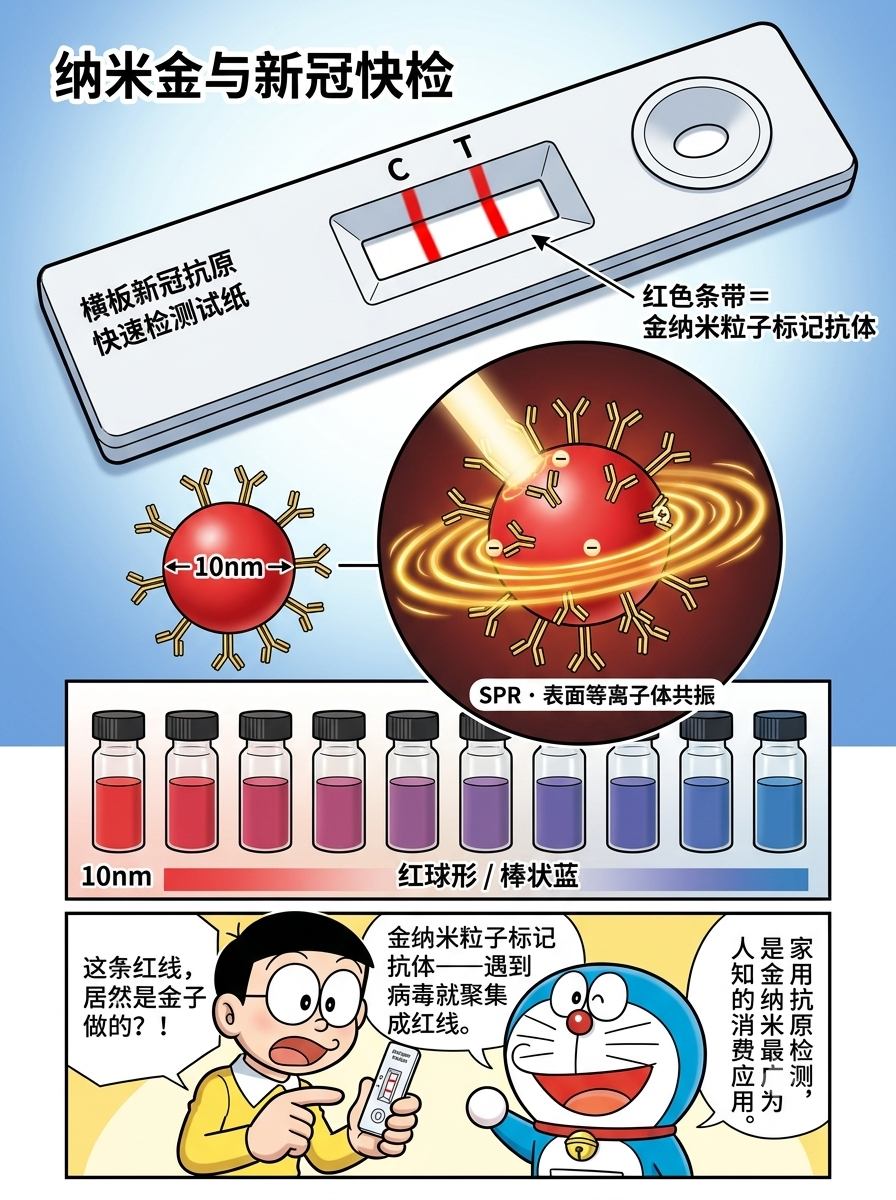 纳米金与新冠快检
C T
横板新冠抗原
快速检测试纸
红色条带＝
金纳米粒子标记抗体
10nm
SPR · 表面等离子体共振
10nm
红球形 / 棒状蓝
这条红线，
居然是金子
做的？！
金纳米粒子标记
抗体——遇到
病毒就聚集
成红线。
家用抗原检测，
是金纳米最广为
人知的消费应用。